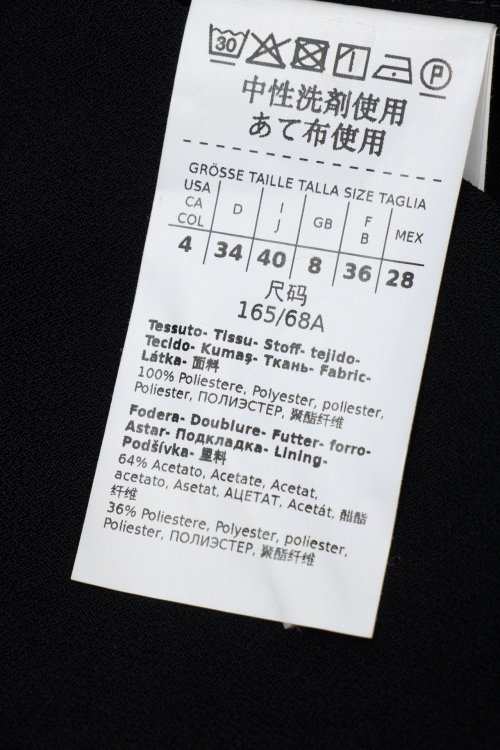 30 P
中性洗剤使用
あて布使用
GRÖSSE TAILLE TALLA SIZE TAGLIA
USA CA COL D I J GB F B MEX
4 34 40 8 36 28
尺码
165/68A
Tessuto- Tissu- Stoff- tejido-
Tecido- Kumaş- Ткань- Fabric-
Látka- 面料
100% Poliestere, Polyester, poliester,
Poliester, ПОЛИЭСТЕР, 聚酯纤维
Fodera- Doublure- Futter- forro-
Astar- Подкладка- Lining-
Podšívka- 里料
64% Acetato, Acetate, Acetat,
acetato, Asetat, АЦЕТАТ, Acetát, 醋酯
纤维
36% Poliestere, Polyester, poliester,
Poliester, ПОЛИЭСТЕР, 聚酯纤维